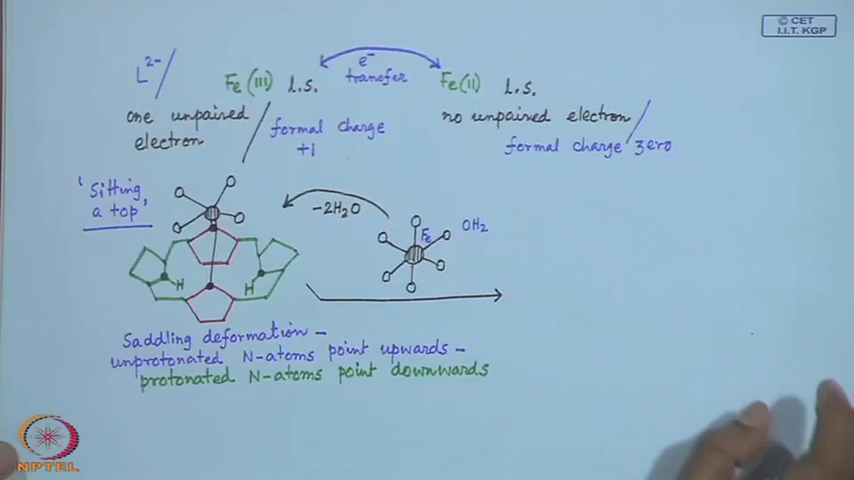 © CET
I.I.T. KGP
L²⁻
Fe(III) l.s.
e⁻
transfer
Fe(II) l.s.
one unpaired
electron
formal charge
+1
no unpaired electron
formal charge zero
'Sitting,
a top
-2H₂O
Fe
OH₂
H
H
Saddling deformation -
unprotonated N-atoms point upwards -
protonated N-atoms point downwards
NPTEL